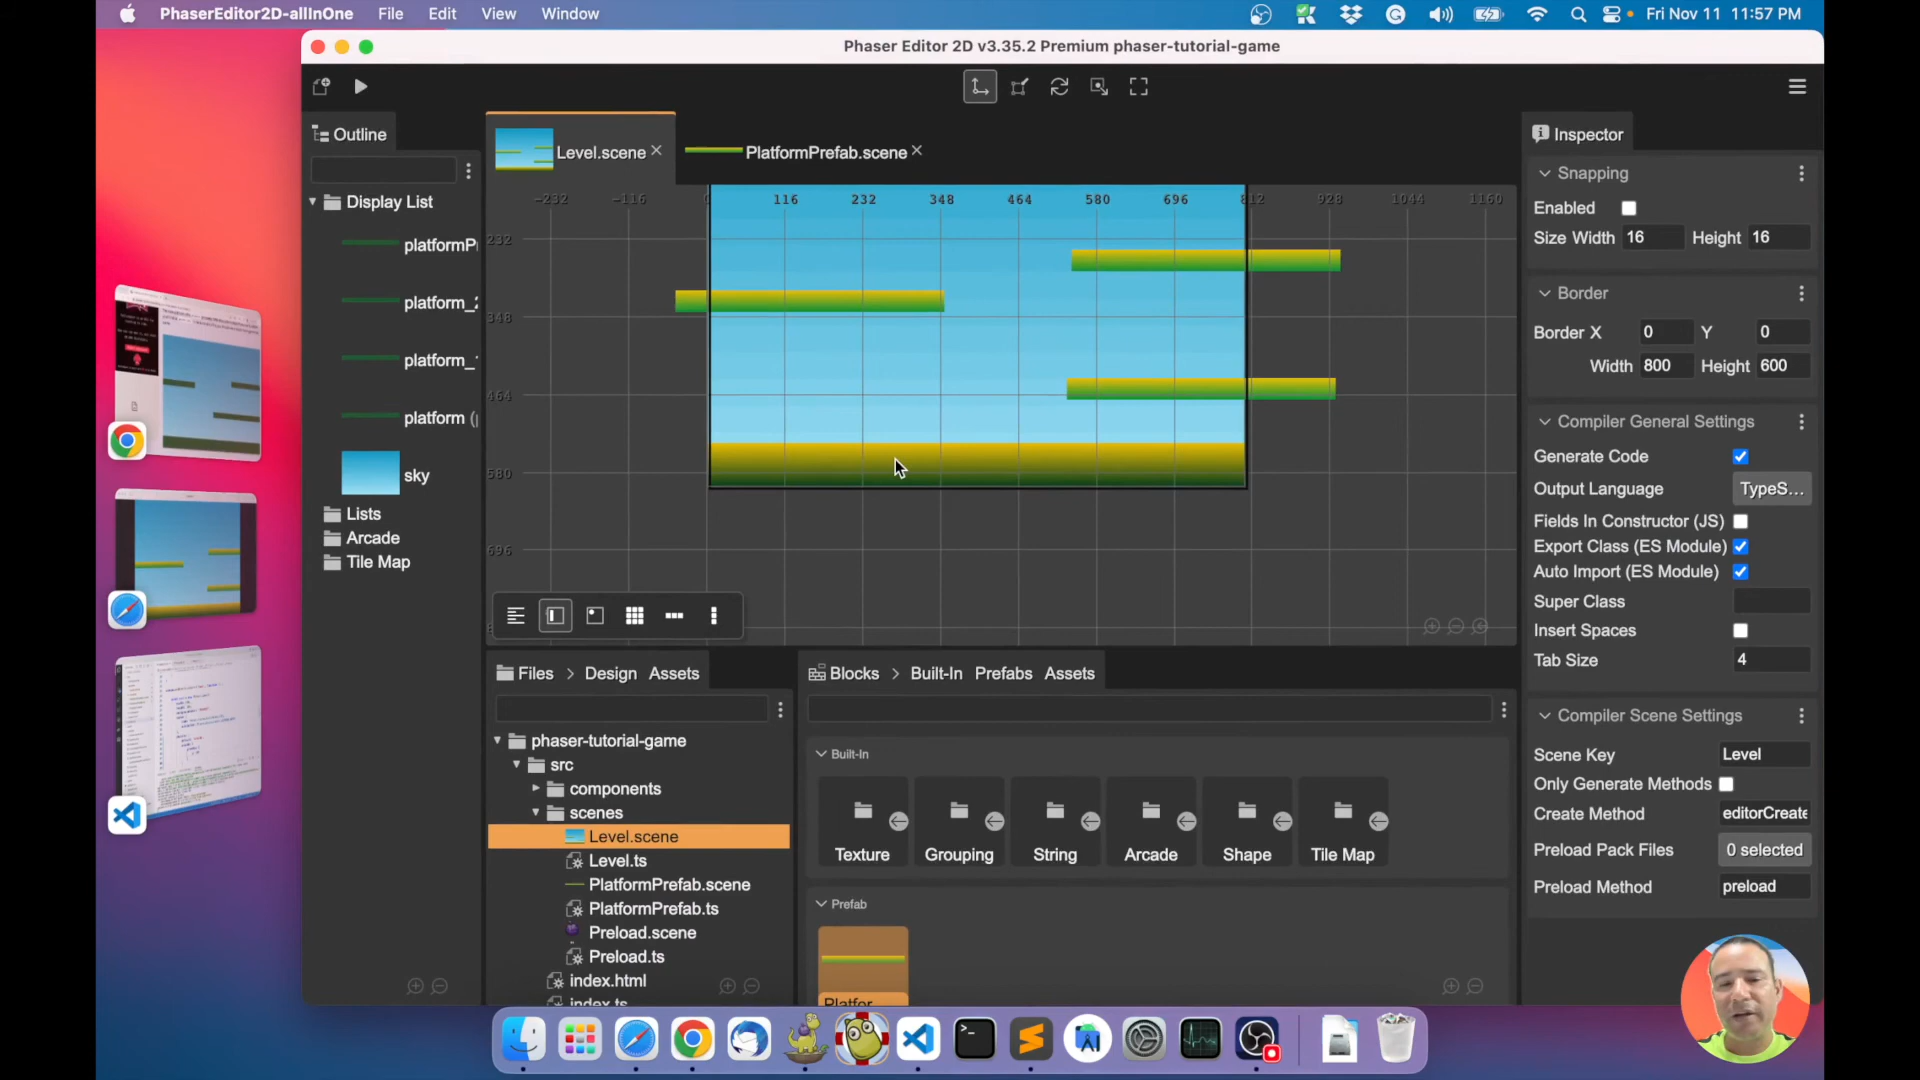 PhaserEditor2D-allInOne File Edit View Window Fri Nov 11 11:57 PM
Phaser Editor 2D v3.35.2 Premium phaser-tutorial-game
Outline
Level.scene
PlatformPrefab.scene
Inspector
Display List
platformP
platform_2
platform_
platform (
sky
Lists
Arcade
Tile Map
-232 -116 0 116 232 348 464 580 696 812 928 1044 1160
232
348
464
580
696
Snapping
Enabled
Size Width 16 Height 16
Border
Border X 0 Y 0
Width 800 Height 600
Compiler General Settings
Generate Code
Output Language TypeS...
Fields In Constructor (JS)
Export Class (ES Module)
Auto Import (ES Module)
Super Class
Insert Spaces
Tab Size 4
Compiler Scene Settings
Scene Key Level
Only Generate Methods
Create Method editorCreate
Preload Pack Files 0 selected
Preload Method preload
Files > Design Assets
phaser-tutorial-game
src
components
scenes
Level.scene
Level.ts
PlatformPrefab.scene
PlatformPrefab.ts
Preload.scene
Preload.ts
index.html
index.ts
Blocks > Built-In Prefabs Assets
Built-In
Texture Grouping String Arcade Shape Tile Map
Prefab
Platfor